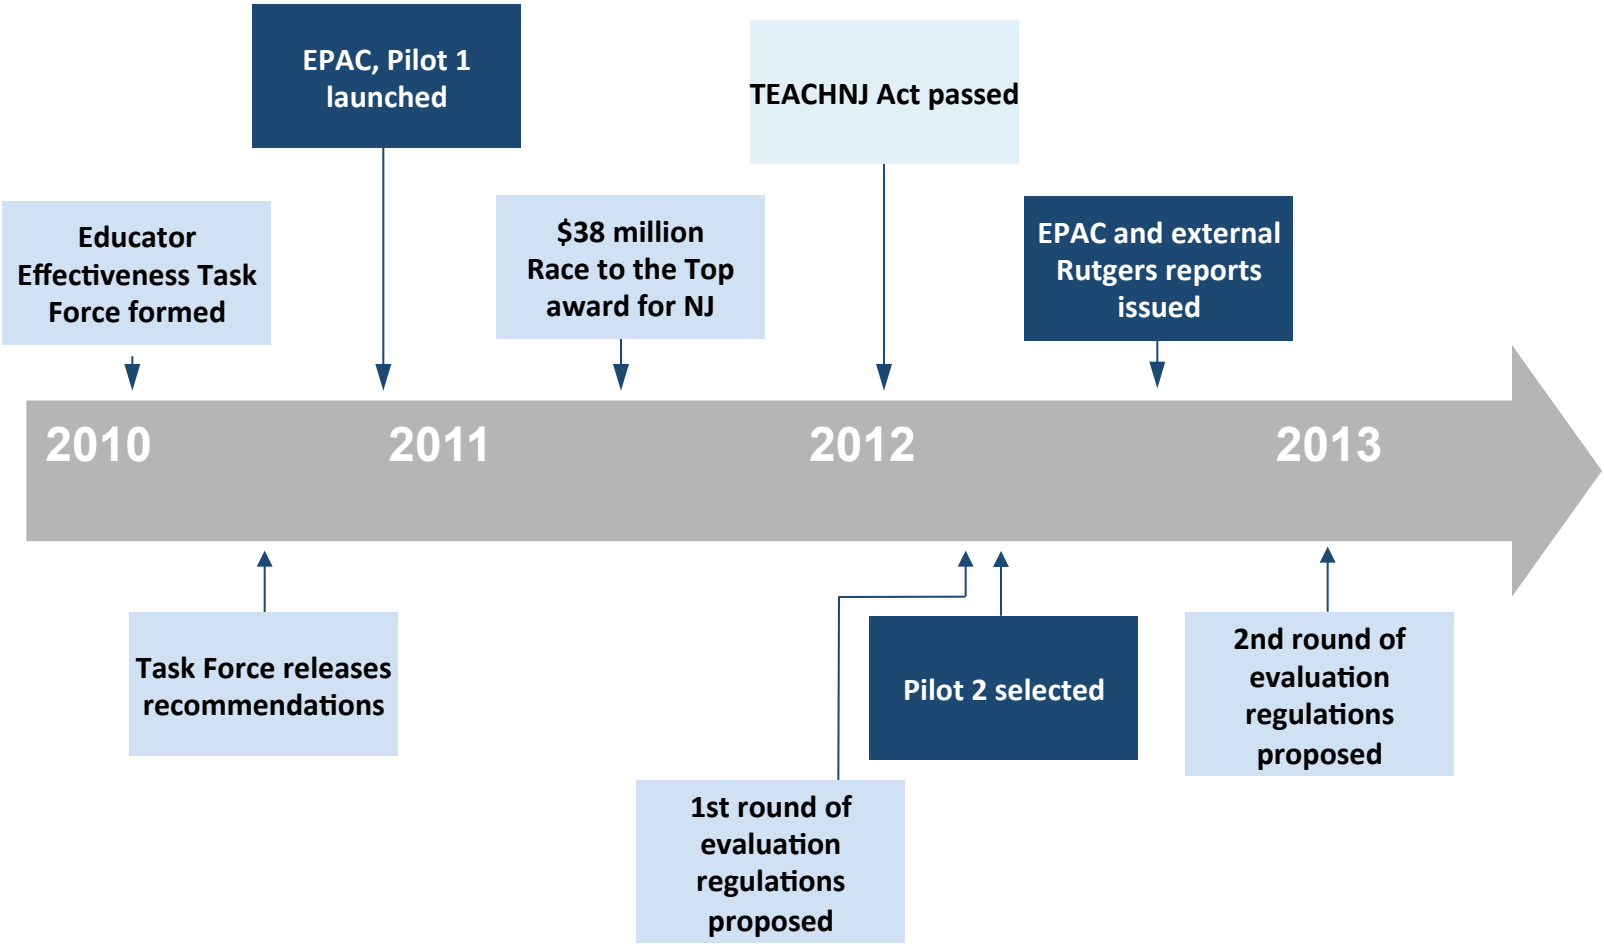 EPAC, Pilot 1
launched
TEACHNJ Act passed
Educator
Effectiveness Task
Force formed
$38 million
Race to the Top
award for NJ
EPAC and external
Rutgers reports
issued
2010
2011
2012
2013
Task Force releases
recommendations
1st round of
evaluation
regulations
proposed
Pilot 2 selected
2nd round of
evaluation
regulations
proposed